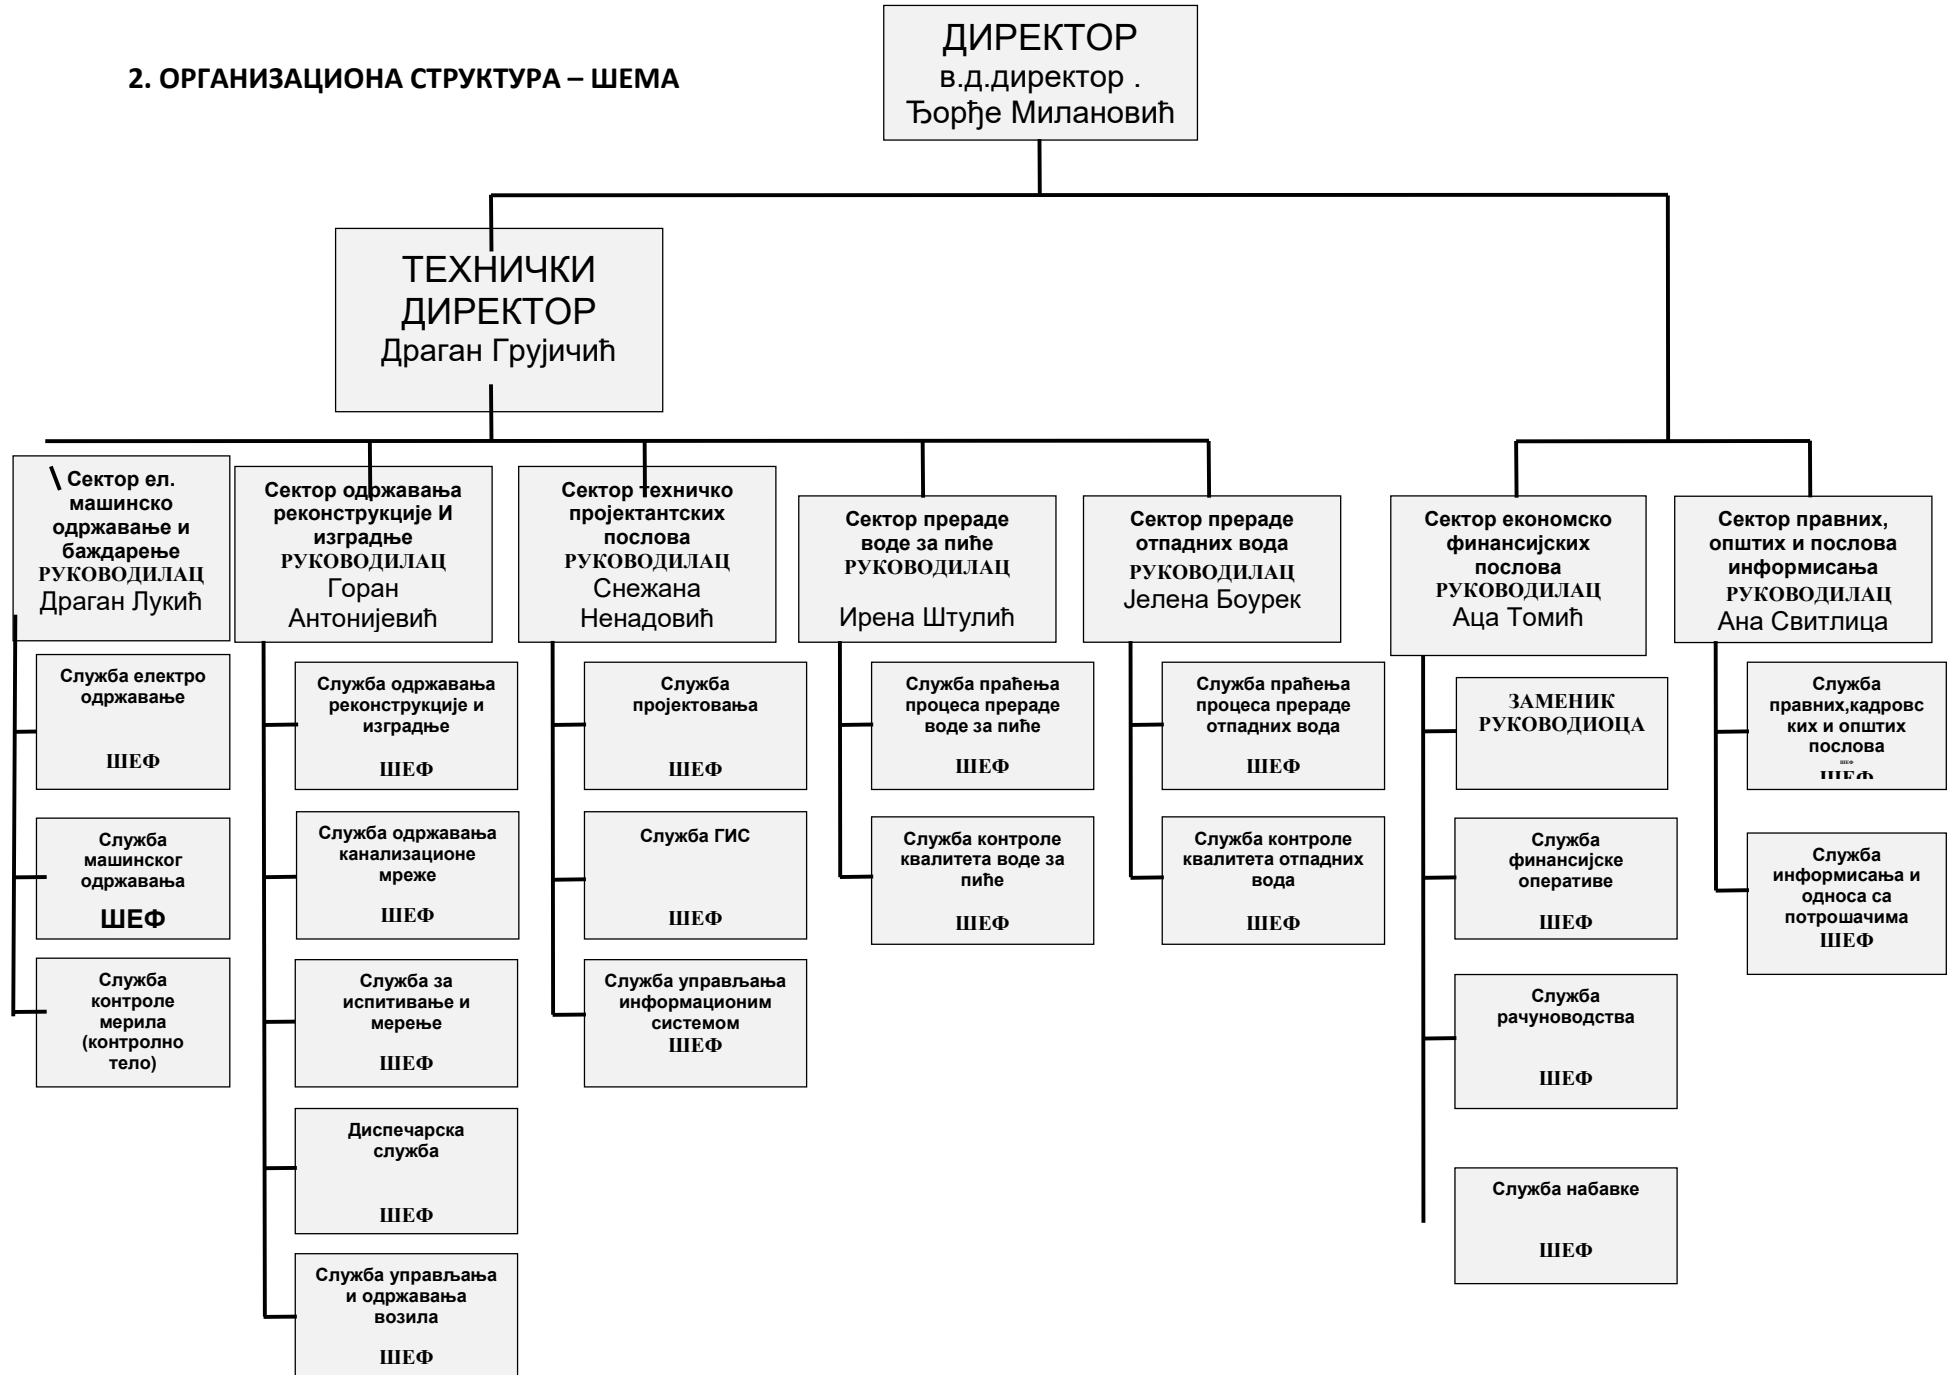 2. ОРГАНИЗАЦИОНА СТРУКТУРА – ШЕМА
ДИРЕКТОР
в.д.директор .
Ђорђе Милановић
ТЕХНИЧКИ
ДИРЕКТОР
Драган Грујичић
\ Сектор ел.
машинско
одржавање и
баждарење
РУКОВОДИЛАЦ
Драган Лукић
Служба електро
одржавање
ШЕФ
Служба
машинског
одржавања
ШЕФ
Служба
контроле
мерила
(контролно
тело)
Сектор одржавања
реконструкције И
изградње
РУКОВОДИЛАЦ
Горан
Антонијевић
Служба одржавања
реконструкције и
изградње
ШЕФ
Служба одржавања
канализационе
мреже
ШЕФ
Служба за
испитивање и
мерење
ШЕФ
Диспечарска
служба
ШЕФ
Служба управљања
и одржавања
возила
ШЕФ
Сектор техничко
пројектантских
послова
РУКОВОДИЛАЦ
Снежана
Ненадовић
Служба
пројектовања
ШЕФ
Служба ГИС
ШЕФ
Служба управљања
информационим
системом
ШЕФ
Сектор прераде
воде за пиће
РУКОВОДИЛАЦ
Ирена Штулић
Служба праћења
процеса прераде
воде за пиће
ШЕФ
Служба контроле
квалитета воде за
пиће
ШЕФ
Сектор прераде
отпадних вода
РУКОВОДИЛАЦ
Јелена Боурек
Служба праћења
процеса прераде
отпадних вода
ШЕФ
Служба контроле
квалитета отпадних
вода
ШЕФ
Сектор економско
финансијских
послова
РУКОВОДИЛАЦ
Аца Томић
ЗАМЕНИК
РУКОВОДИОЦА
Служба
финансијске
оперативе
ШЕФ
Служба
рачуноводства
ШЕФ
Служба набавке
ШЕФ
Сектор правних,
општих и послова
информисања
РУКОВОДИЛАЦ
Ана Свитлица
Служба
правних,кадровс
ких и општих
послова
ШЕФ
ШЕФ
Служба
информисања и
односа са
потрошачима
ШЕФ